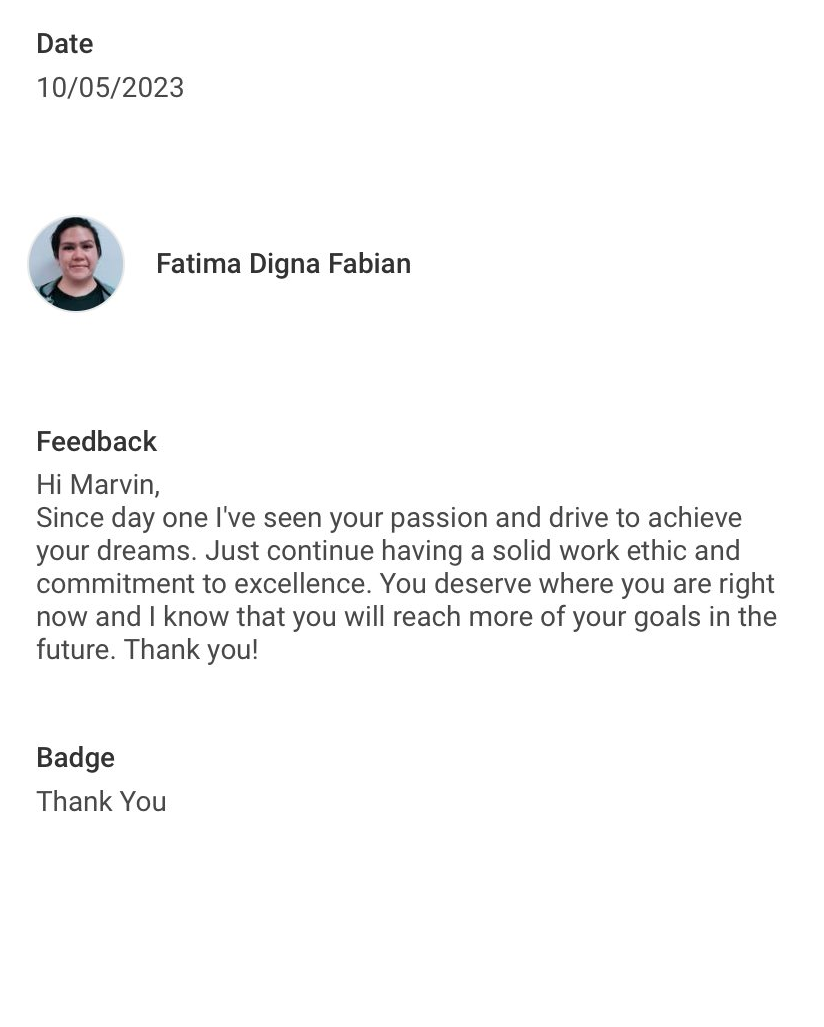 Date
10/05/2023
Fatima Digna Fabian
Feedback
Hi Marvin,
Since day one I've seen your passion and drive to achieve
your dreams. Just continue having a solid work ethic and
commitment to excellence. You deserve where you are right
now and I know that you will reach more of your goals in the
future. Thank you!
Badge
Thank You